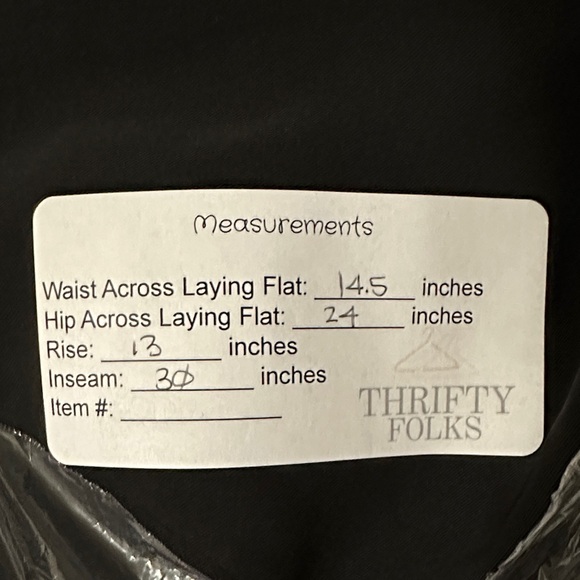 Measurements
Waist Across Laying Flat: 14.5 inches
Hip Across Laying Flat: 24 inches
Rise: 13 inches
Inseam: 30 inches
Item #:
THRIFTY
FOLKS